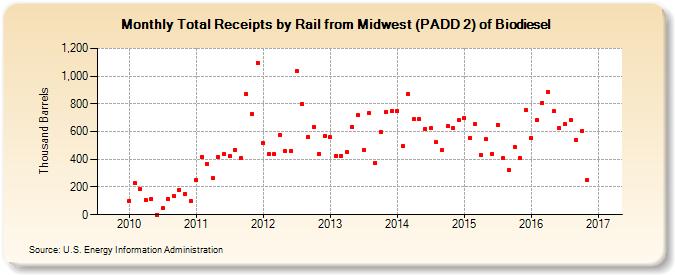 Monthly Total Receipts by Rail from Midwest (PADD 2) of Biodiesel
Thousand Barrels
1,200
1,000
800
600
400
200
0
2010 2011 2012 2013 2014 2015 2016 2017
Source: U.S. Energy Information Administration